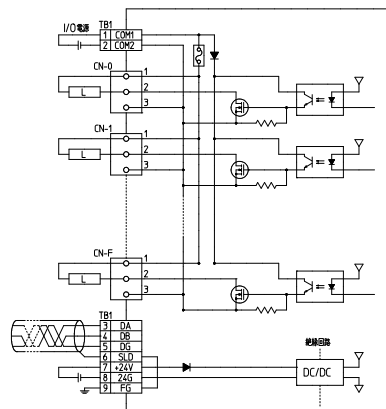 I/O電源
TB1
1 COM1
2 COM2
CN-0
1
L
2
3
CN-1
1
L
2
3
CN-F
1
L
2
3
TB1
3 DA
4 DB
5 DG
6 SLD
7 +24V
8 24G
9 FG
絶縁回路
DC/DC